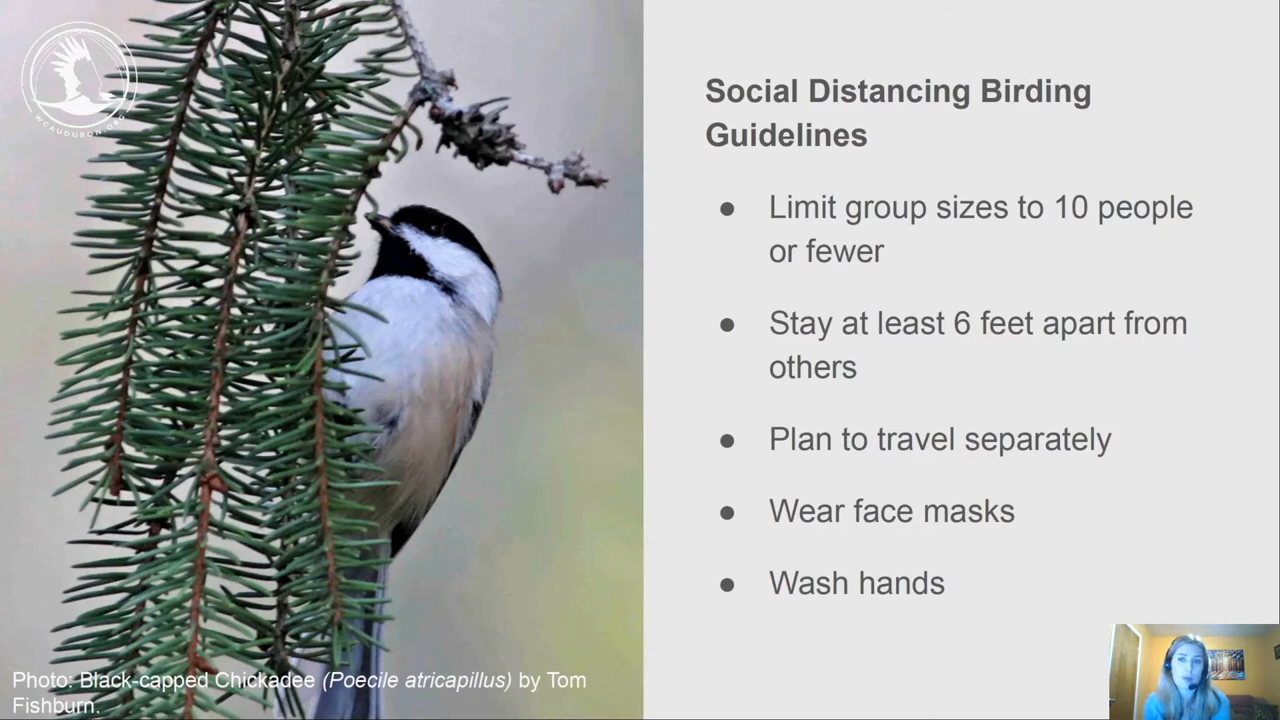 WCAUDUBON.ORG
Social Distancing Birding
Guidelines
● Limit group sizes to 10 people
or fewer
● Stay at least 6 feet apart from
others
● Plan to travel separately
● Wear face masks
● Wash hands
Photo: Black-capped Chickadee (Poecile atricapillus) by Tom
Fishburn.